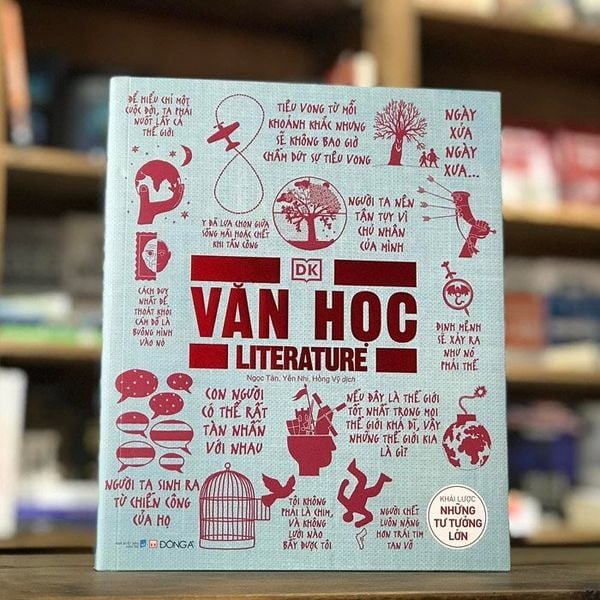 ĐỂ HIỂU CHỈ MỘT
CUỘC ĐỜI, TA PHẢI
NUỐT LẤY CẢ
THẾ GIỚI
TIÊU VONG TỪ MỖI
KHOẢNH KHẮC NHƯNG
SẼ KHÔNG BAO GIỜ
CHẤM DỨT SỰ TIÊU VONG
NGÀY
XỬA
NGÀY
XƯA...
Y ĐÃ LỰA CHỌN GIỮA
SỐNG MÃI HOẶC CHẾT
KHI TẤN CÔNG
NGƯỜI TA NÊN
TẬN TỤY VÌ
CHỦ NHÂN
CỦA MÌNH
CÁCH DUY
NHẤT ĐỂ
THOÁT KHỎI
CÁM DỖ LÀ
BUÔNG MÌNH
VÀO NÓ
DK
VĂN HỌC
LITERATURE
Ngọc Tân, Yến Nhi, Hồng Vỹ dịch
ĐỊNH MỆNH
SẼ XẢY RA
NHƯ NÓ
PHẢI THẾ
CON NGƯỜI
CÓ THỂ RẤT
TÀN NHẪN
VỚI NHAU
NẾU ĐÂY LÀ THẾ GIỚI
TỐT NHẤT TRONG MỌI
THẾ GIỚI KHẢ DĨ, VẬY
NHỮNG THẾ GIỚI KIA
LÀ GÌ?
NGƯỜI TA SINH RA
TỪ CHIẾN CÔNG
CỦA HỌ
TÔI KHÔNG
PHẢI LÀ CHIM,
VÀ KHÔNG
LƯỚI NÀO
BẪY ĐƯỢC TÔI
NGƯỜI CHẾT
LUÔN NẶNG
HƠN TRÁI TIM
TAN VỠ
KHÁI LƯỢC
NHỮNG
TƯ TƯỞNG
LỚN
ĐÔNG A